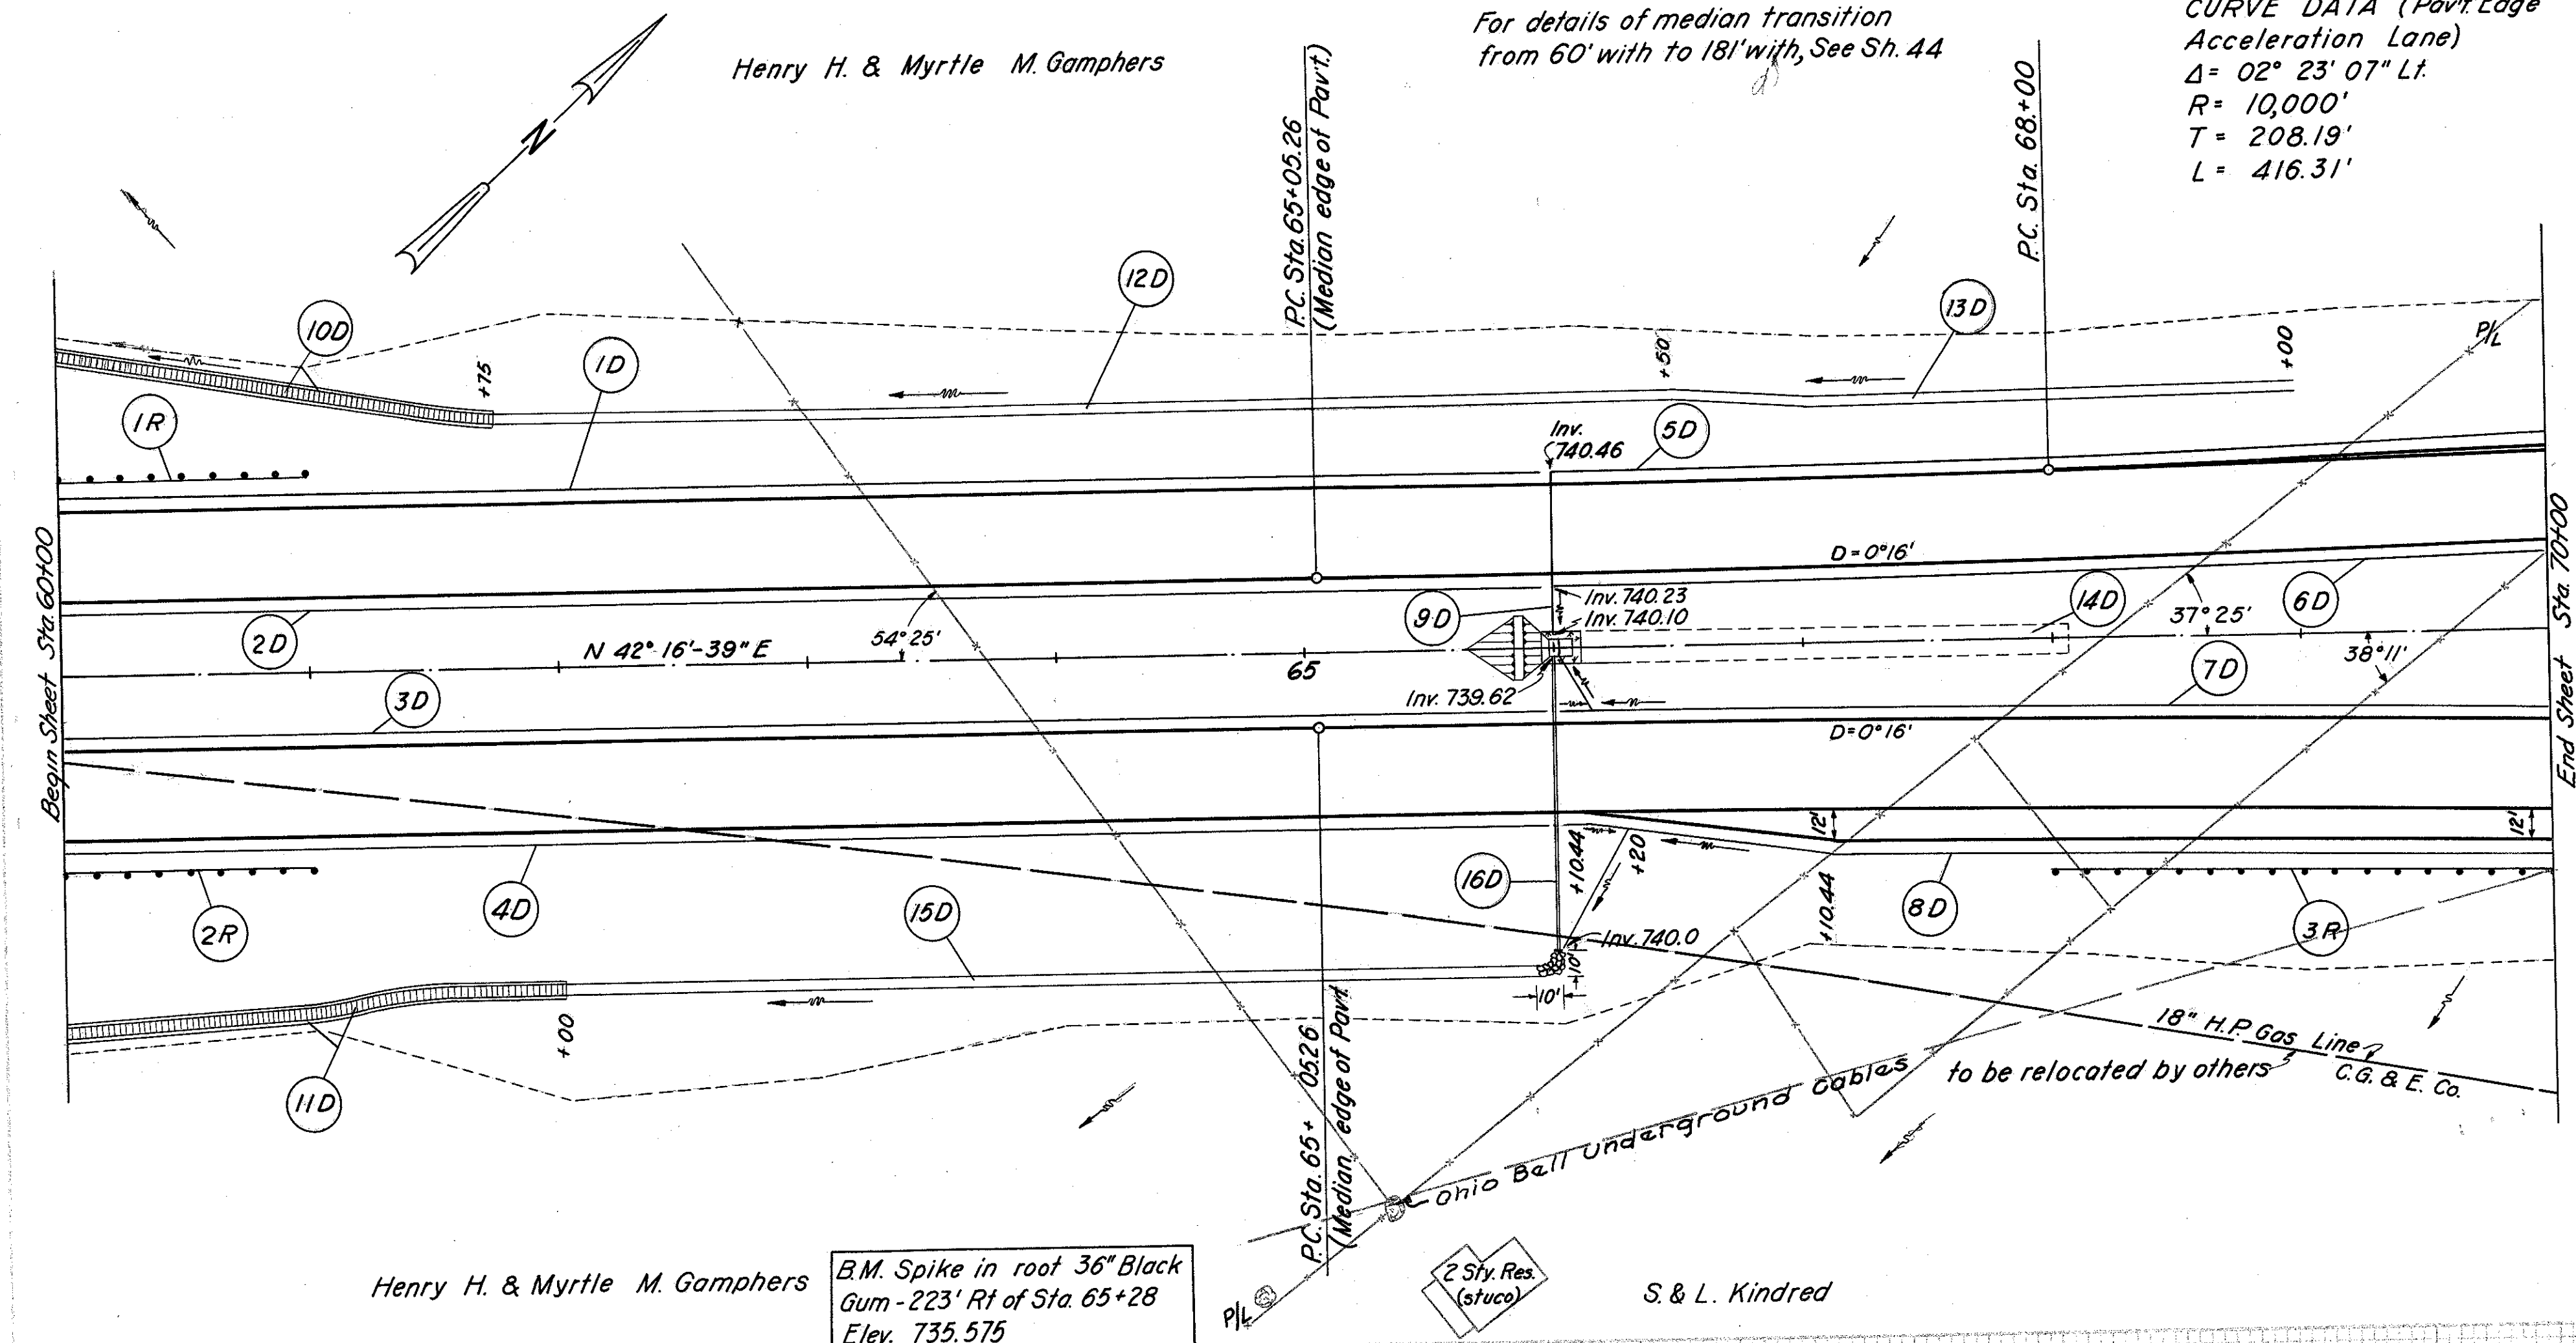 Henry H. & Myrtle M. Gamphers
N
For details of median transition
from 60' with to 181' with, See Sh. 44
CURVE DATA (Pav't. Edge
Acceleration Lane)
Δ = 02° 23' 07" Lt.
R = 10,000'
T = 208.19'
L = 416.31'
P.C. Sta. 65+05.26
(Median edge of Pav't.)
P.C. Sta. 68+00
10D
1D
12D
13D
1R
+75
+50
+00
P/L
Inv.
740.46
5D
Begin Sheet Sta. 60+00
End Sheet Sta. 70+00
D = 0°16'
2D
54° 25'
N 42° 16'-39" E
65
9D
Inv. 740.23
Inv. 740.10
14D
37° 25'
6D
38° 11'
3D
Inv. 739.62
7D
D = 0°16'
12'
12'
2R
4D
15D
16D
+10.44
+20
+10.44
8D
3R
Inv. 740.0
10'
10'
+00
11D
18" H.P. Gas Line
C.G. & E. Co.
to be relocated by others
Ohio Bell Underground Cables
P.C. Sta. 65+ 05.26
(Median edge of Pav't.
Henry H. & Myrtle M. Gamphers
B.M. Spike in root 36" Black
Gum - 223' Rt of Sta. 65+28
Elev. 735.575
P/L
2 Sty. Res.
(stuco)
S. & L. Kindred